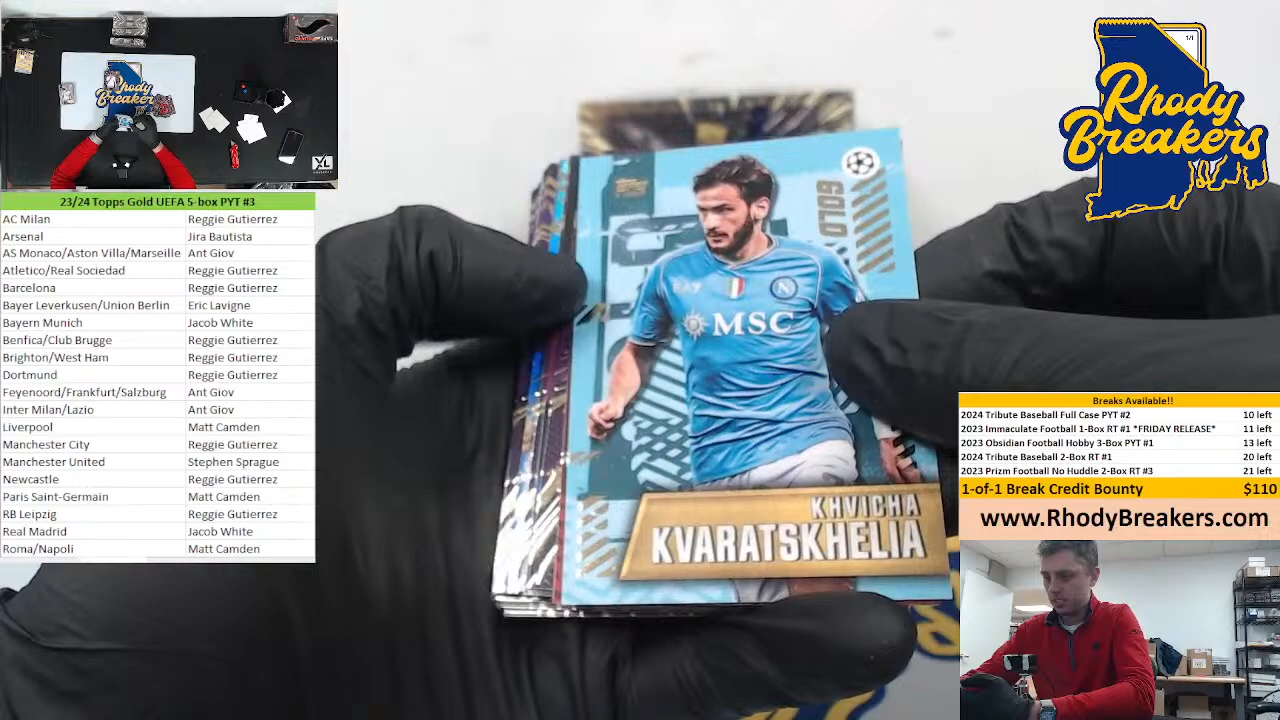 23/24 Topps Gold UEFA 5-box PYT #3
AC Milan Reggie Gutierrez
Arsenal Jira Bautista
AS Monaco/Aston Villa/Marseille Ant Giov
Atletico/Real Sociedad Reggie Gutierrez
Barcelona Reggie Gutierrez
Bayer Leverkusen/Union Berlin Eric Lavigne
Bayern Munich Jacob White
Benfica/Club Brugge Reggie Gutierrez
Brighton/West Ham Reggie Gutierrez
Dortmund Reggie Gutierrez
Feyenoord/Frankfurt/Salzburg Ant Giov
Inter Milan/Lazio Ant Giov
Liverpool Matt Camden
Manchester City Reggie Gutierrez
Manchester United Stephen Sprague
Newcastle Reggie Gutierrez
Paris Saint-Germain Matt Camden
RB Leipzig Reggie Gutierrez
Real Madrid Jacob White
Roma/Napoli Matt Camden
Rhody
Breakers
XL
GOLD
N
MSC
KHVICHA
KVARATSKHELIA
1/1
Rhody
Breakers
Breaks Available!!
2024 Tribute Baseball Full Case PYT #2 10 left
2023 Immaculate Football 1-Box RT #1 *FRIDAY RELEASE* 11 left
2023 Obsidian Football Hobby 3-Box PYT #1 13 left
2024 Tribute Baseball 2-Box RT #1 20 left
2023 Prizm Football No Huddle 2-Box RT #3 21 left
1-of-1 Break Credit Bounty $110
www.RhodyBreakers.com